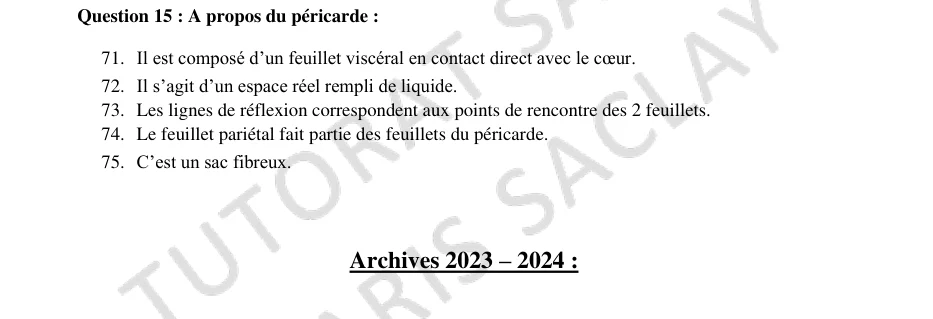 Question 15 : A propos du péricarde :
71. Il est composé d’un feuillet viscéral en contact direct avec le cœur.
72. Il s’agit d’un espace réel rempli de liquide.
73. Les lignes de réflexion correspondent aux points de rencontre des 2 feuillets.
74. Le feuillet pariétal fait partie des feuillets du péricarde.
75. C’est un sac fibreux.
TUTORAT
PARIS SACLAY
Archives 2023 – 2024 :